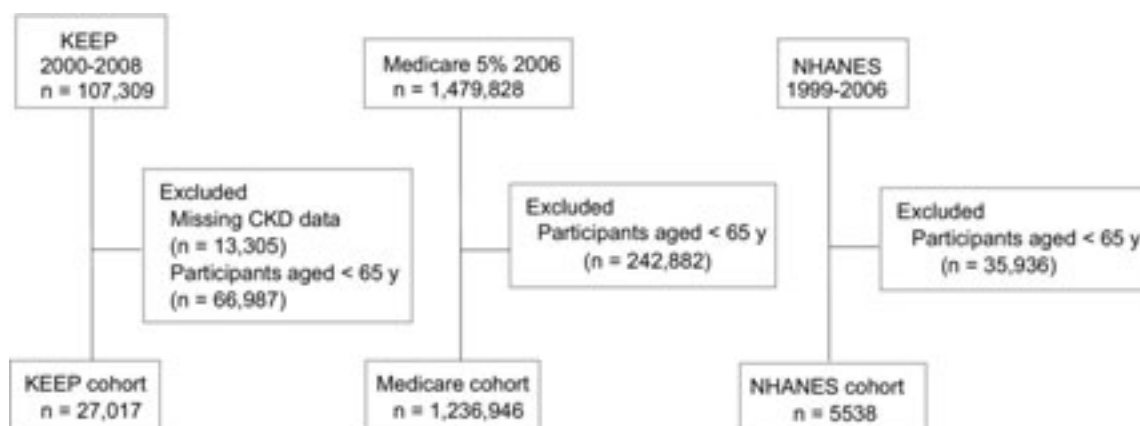 KEEP
2000-2008
n = 107,309
Medicare 5% 2006
n = 1,479,828
NHANES
1999-2006
Excluded
Missing CKD data
(n = 13,305)
Participants aged < 65 y
(n = 66,987)
Excluded
Participants aged < 65 y
(n = 242,882)
Excluded
Participants aged < 65 y
(n = 35,936)
KEEP cohort
n = 27,017
Medicare cohort
n = 1,236,946
NHANES cohort
n = 5538